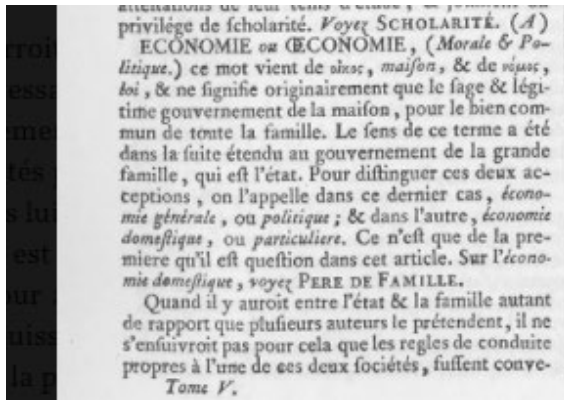 attestations de leur tems d'étude, &
privilége de ſcholarité. Voyez SCHOLARITÉ. (A)
ECONOMIE ou ŒCONOMIE, (Morale & Po-
litique.) ce mot vient de οἶκος, maiſon, & de νόμος,
loi, & ne ſignifie originairement que le ſage & légi-
time gouvernement de la maiſon, pour le bien com-
mun de toute la famille. Le ſens de ce terme a été
dans la ſuite étendu au gouvernement de la grande
famille, qui eſt l'état. Pour diſtinguer ces deux ac-
ceptions, on l'appelle dans ce dernier cas, écono-
mie générale, ou politique; & dans l'autre, économie
domeſtique, ou particuliere. Ce n'eſt que de la pre-
miere qu'il eſt queſtion dans cet article. Sur l'écono-
mie domeſtique, voyez PERE DE FAMILLE.
Quand il y auroit entre l'état & la famille autant
de rapport que pluſieurs auteurs le prétendent, il ne
s'enſuivroit pas pour cela que les regles de conduite
propres à l'une de ces deux ſociétés, fuſſent conve-
Tome V.